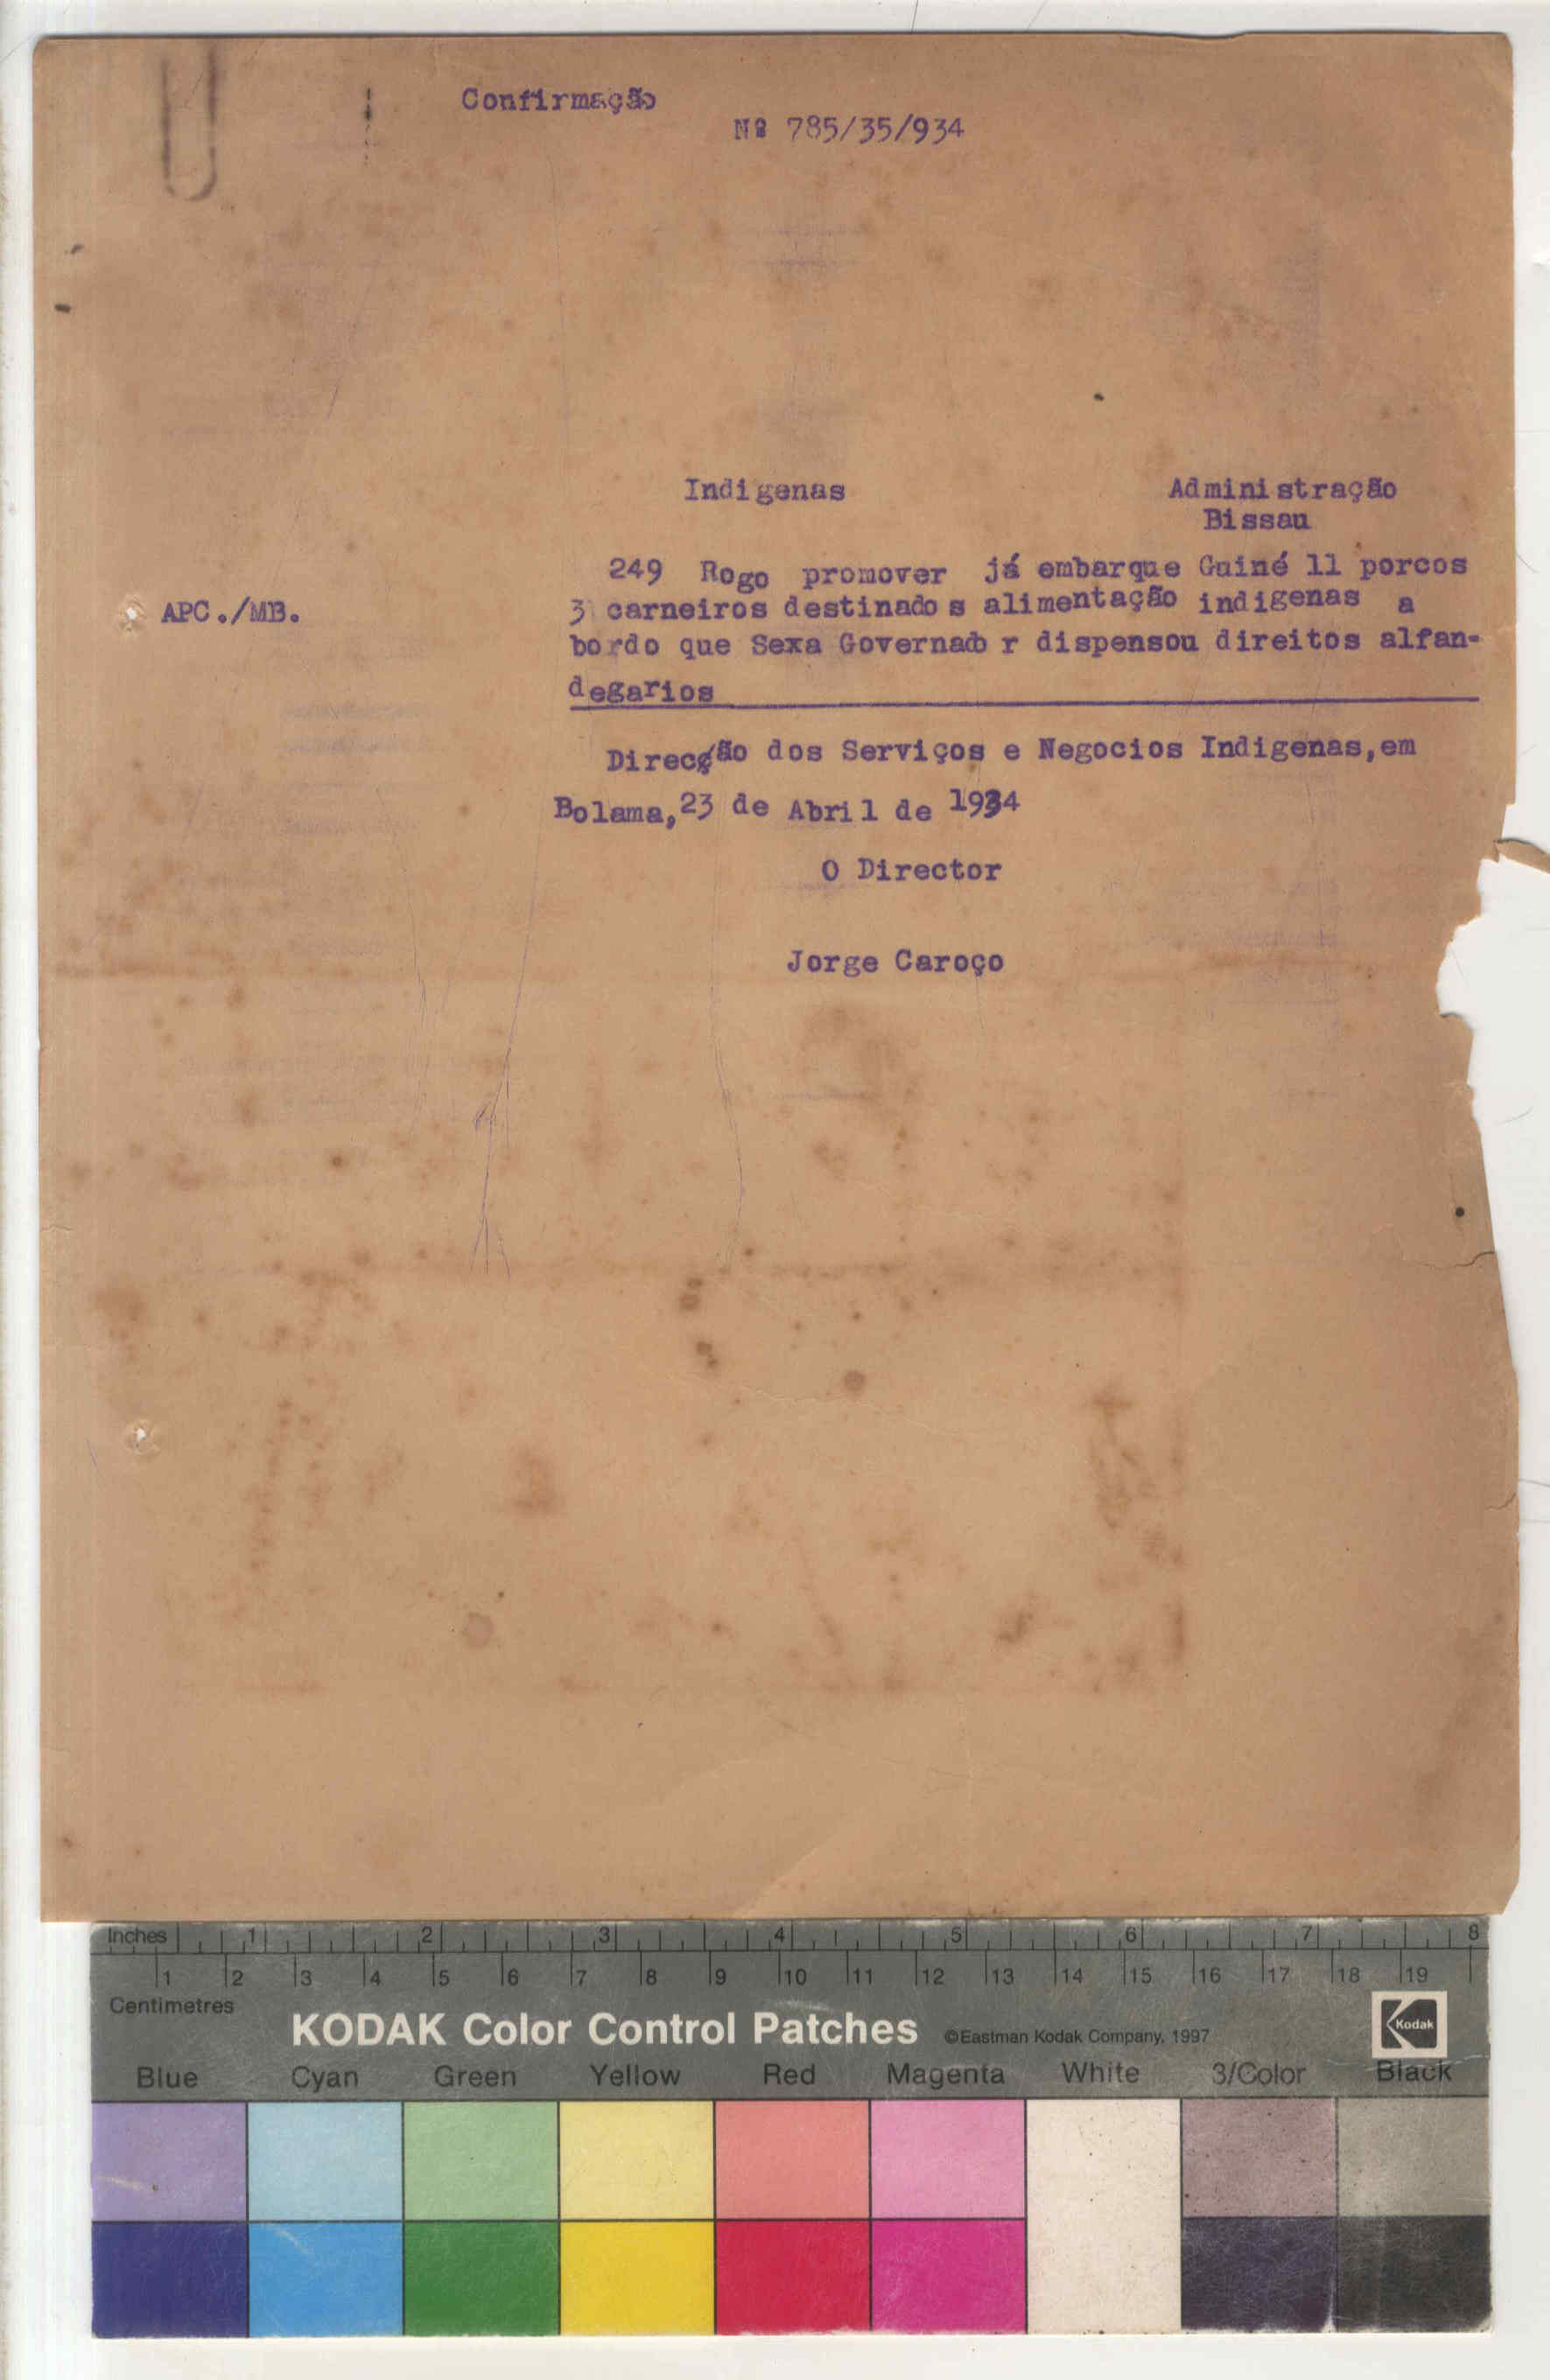 Confirmação
Nº 785/35/934
Indigenas Administração
Bissau
249 Rogo promover já embarque Guiné 11 porcos
APC./MB. 3 carneiros destinados alimentação indigenas a
bordo que Sexa Governador dispensou direitos alfan-
degarios
Direcção dos Serviços e Negocios Indigenas,em
Bolama,23 de Abril de 1934
O Director
Jorge Caroço
Inches 1 2 3 4 5 6 7 8
1 2 3 4 5 6 7 8 9 10 11 12 13 14 15 16 17 18 19
Centimetres
KODAK Color Control Patches ©Eastman Kodak Company, 1997 Kodak
Blue Cyan Green Yellow Red Magenta White 3/Color Black